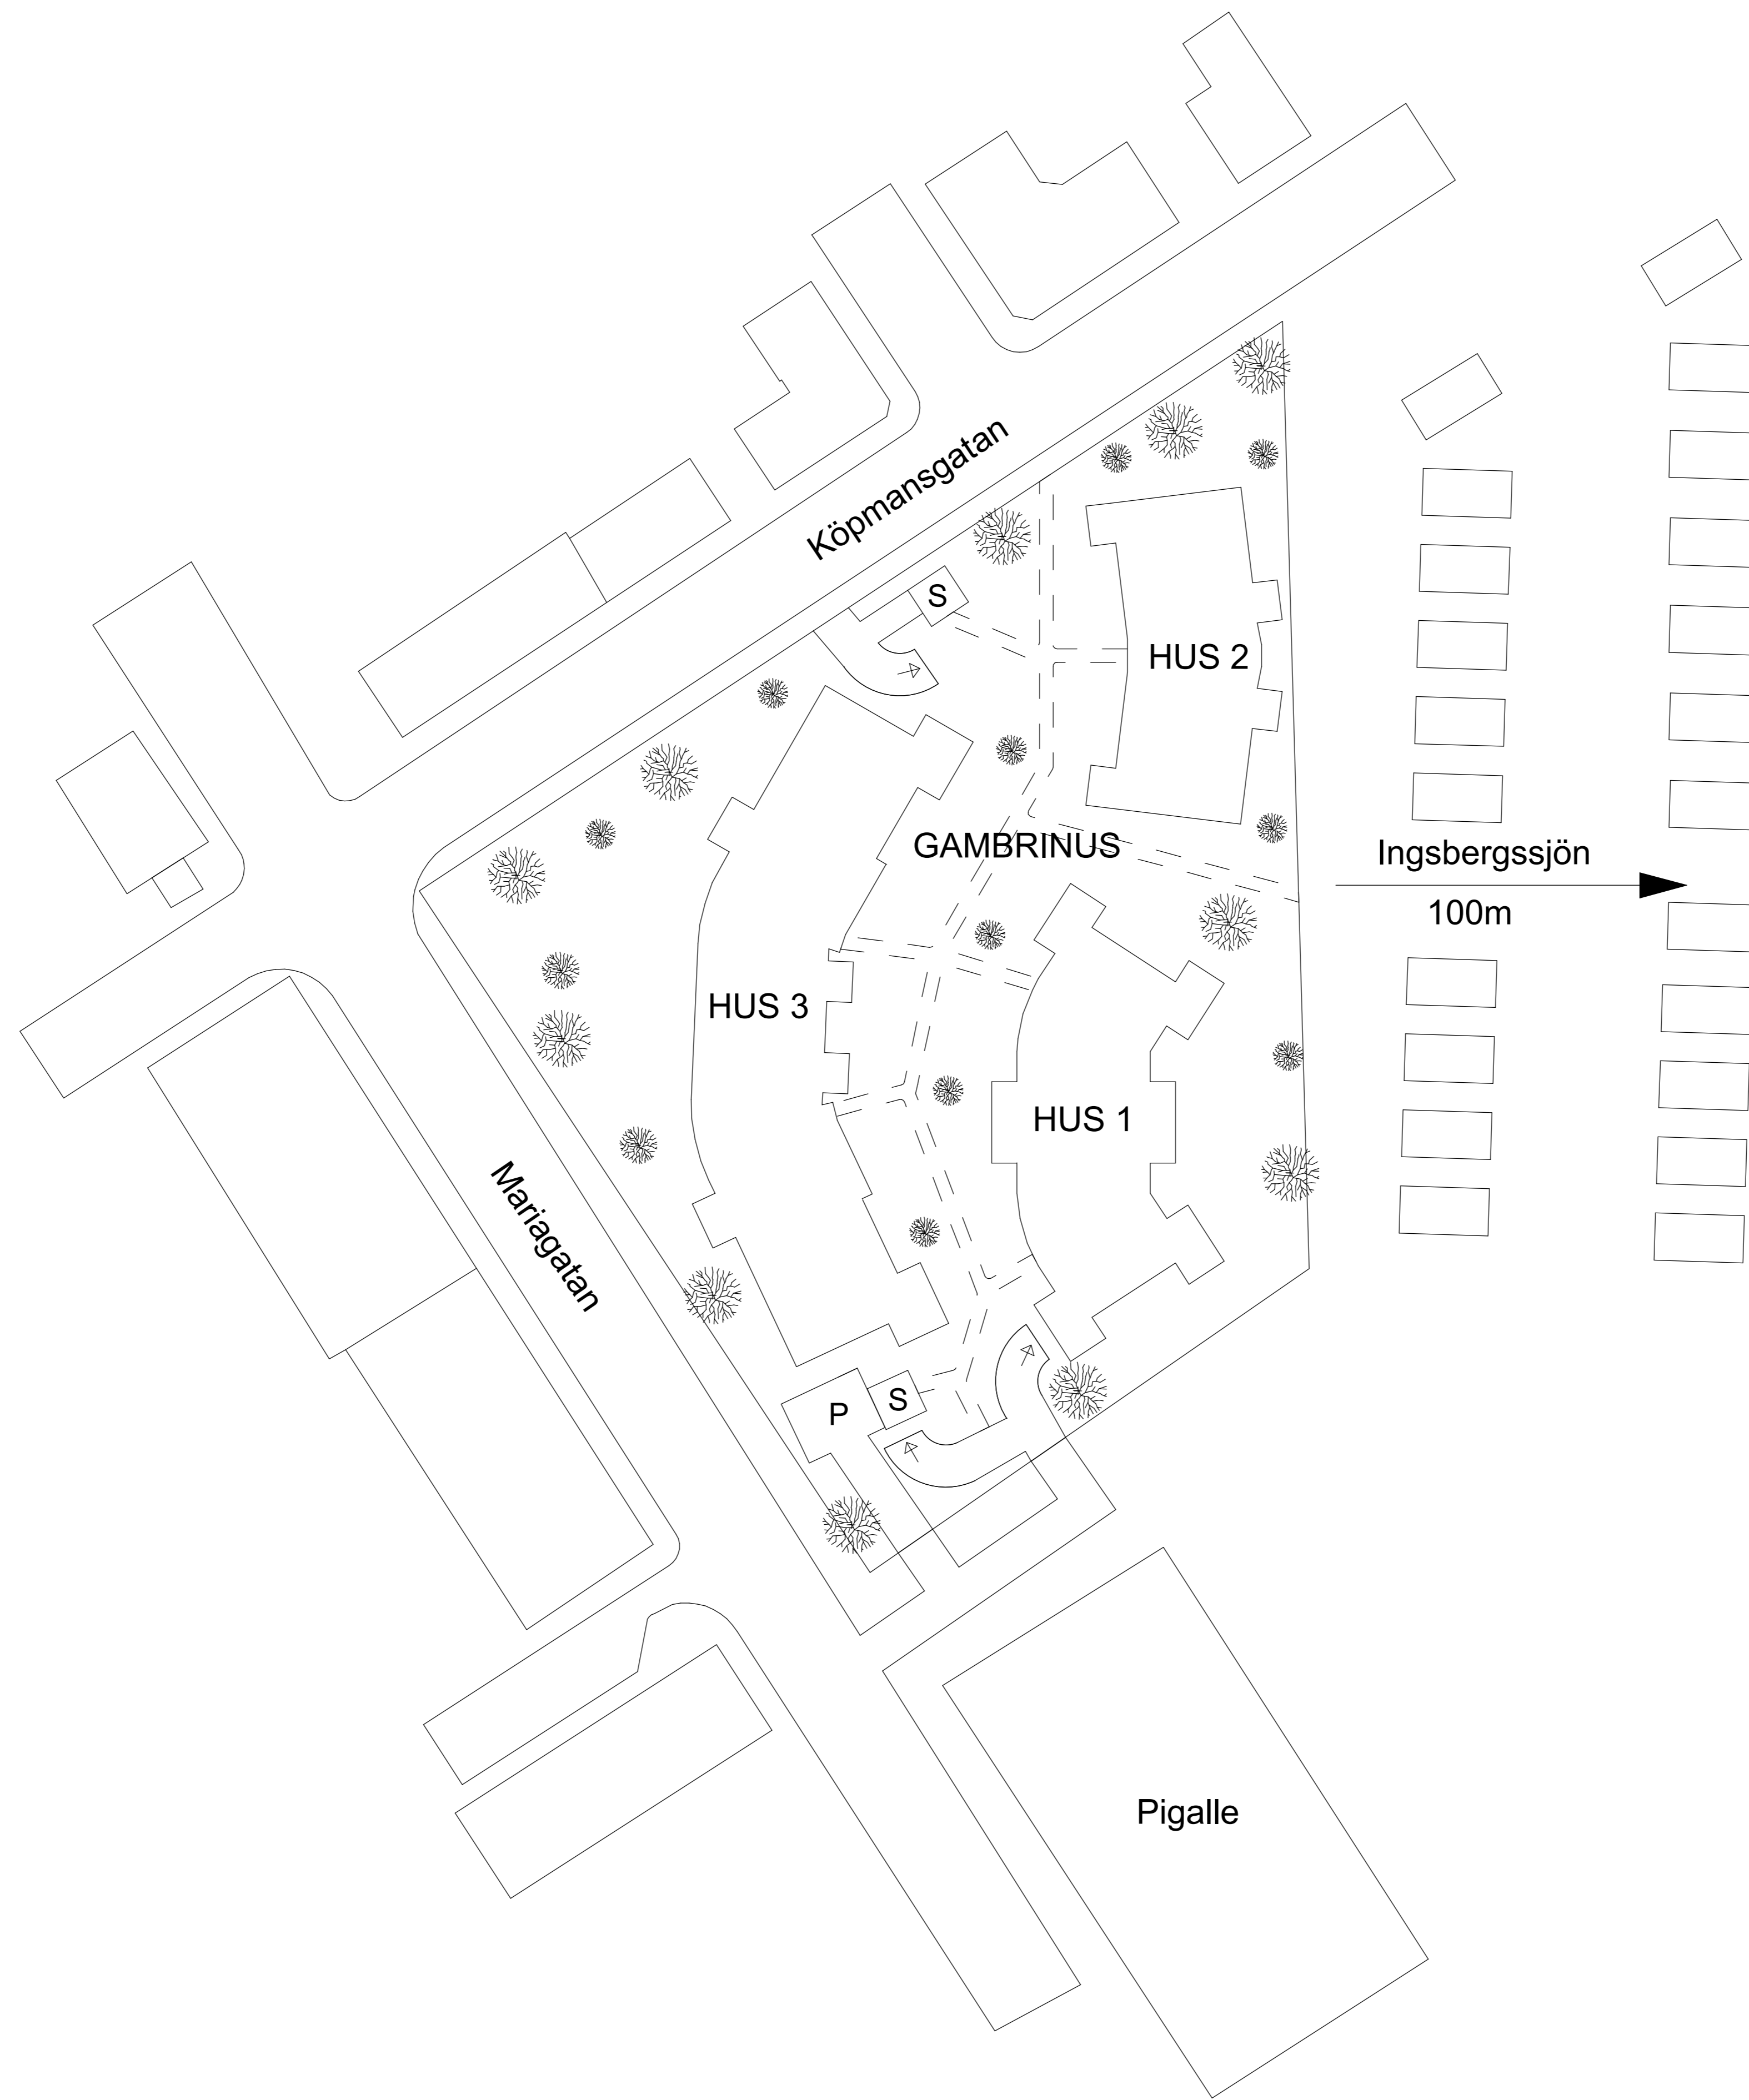 Köpmansgatan
S
HUS 2
GAMBRINUS
Ingsbergssjön
100m
HUS 3
HUS 1
Mariagatan
P
S
Pigalle